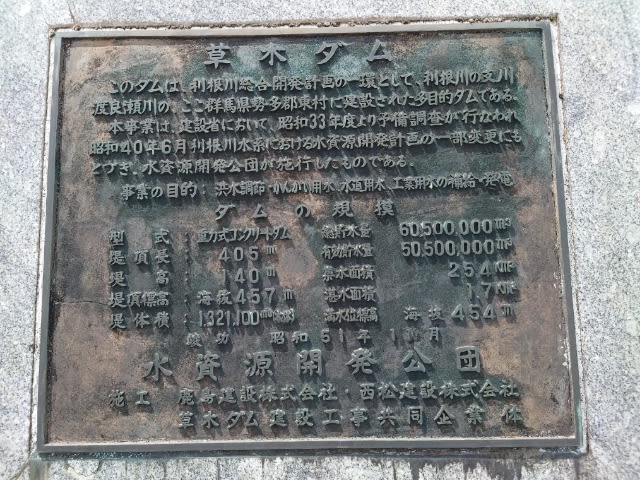 草木ダム
このダムは、利根川総合開発計画の一環として、利根川の支川
渡良瀬川の、ここ群馬県勢多郡東村に建設された多目的ダムである。
本事業は、建設省において、昭和33年度より予備調査が行なわれ
昭和40年6月利根川水系における水資源開発計画の一部変更にも
とづき、水資源開発公団が施行したものである。
事業の目的：洪水調節・かんがい用水、水道用水、工業用水の補給・発電
ダムの規模
型式：重力式コンクリートダム 総貯水量 60,500,000m³
堤頂長：405m 有効貯水量 50,500,000m³
堤高：140m 集水面積 254Km²
堤頂標高：海抜457m 湛水面積 1.7Km²
堤体積：1,321,100m³ 満水位標高 海抜454m
竣功 昭和51年 月
水資源開発公団
施工 鹿島建設株式会社・西松建設株式会社
草木ダム建設工事共同企業体